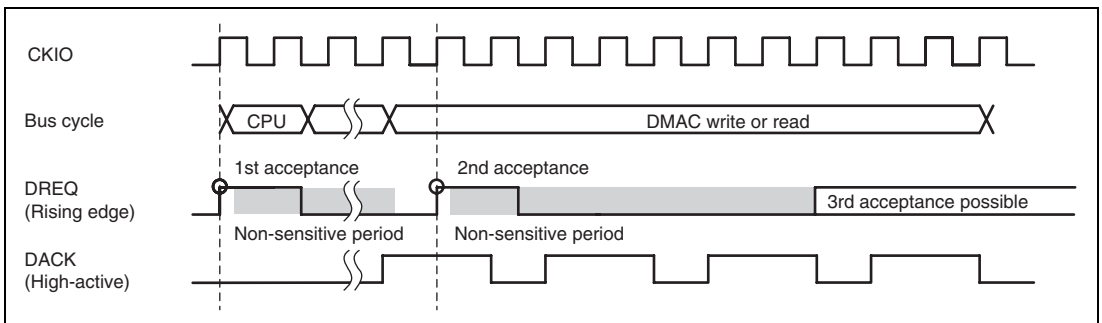 CKIO
Bus cycle
CPU
DMAC write or read
1st acceptance
2nd acceptance
DREQ
(Rising edge)
3rd acceptance possible
Non-sensitive period
Non-sensitive period
DACK
(High-active)